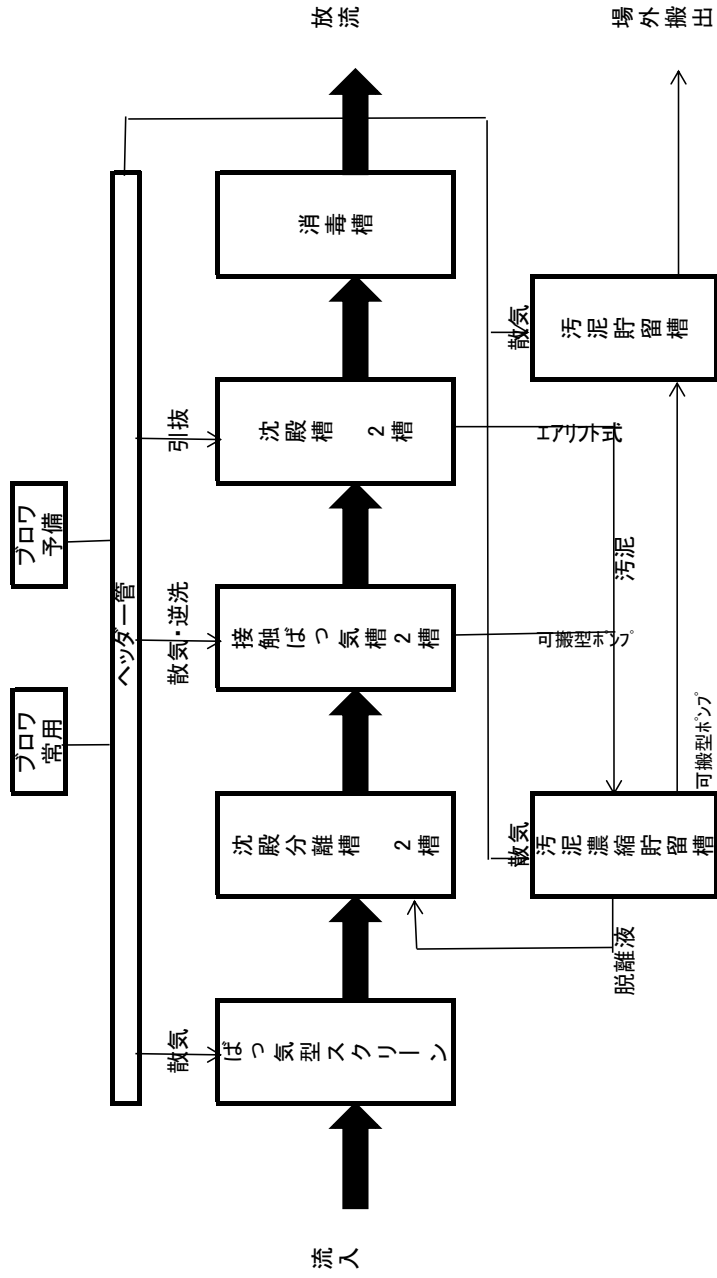 ブロワ
常用
ブロワ
予備
ヘッダー管
散気
散気・逆洗
引抜
流入
ばっ気型スクリーン
沈殿分離槽 2槽
接触ばっ気槽2槽
沈殿槽 2槽
消毒槽
放流
散気
汚泥濃縮貯留槽
脱離液
可搬型ポンプ
エアリフト式
汚泥
可搬型ポンプ
散気
汚泥貯留槽
場外搬出